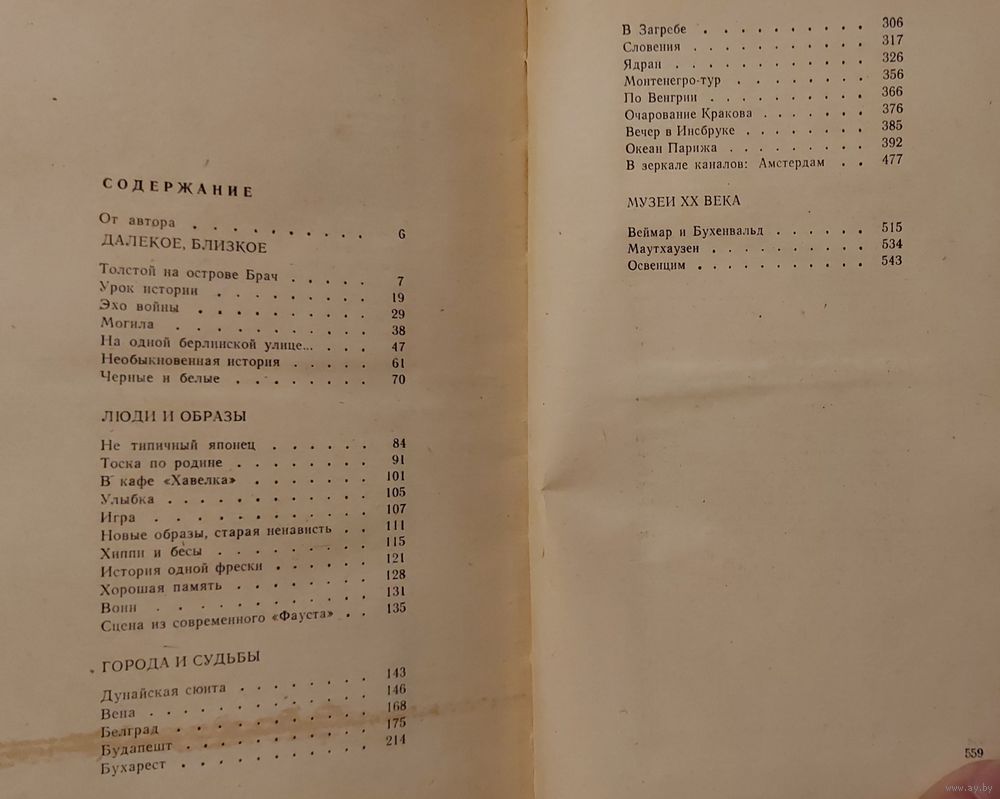 СОДЕРЖАНИЕ
От автора . . . . . . . . . . 6
ДАЛЕКОЕ, БЛИЗКОЕ
Толстой на острове Брач . . . . . 7
Урок истории . . . . . . . . 19
Эхо войны . . . . . . . . . 29
Могила . . . . . . . . . . 38
На одной берлинской улице... . . . 47
Необыкновенная история . . . . . 61
Черные и белые . . . . . . . 70
ЛЮДИ И ОБРАЗЫ
Не типичный японец . . . . . . 84
Тоска по родине . . . . . . . 91
В кафе «Хавелка» . . . . . . . 101
Улыбка . . . . . . . . . . 105
Игра . . . . . . . . . . . 107
Новые образы, старая ненависть . . 111
Хиппи и бесы . . . . . . . . 115
История одной фрески . . . . . 121
Хорошая память . . . . . . . 128
Воин . . . . . . . . . . . 131
Сцена из современного «Фауста» . . 135
ГОРОДА И СУДЬБЫ
Дунайская сюита . . . . . . . 143
Вена . . . . . . . . . . . 146
Белград . . . . . . . . . . 168
Будапешт . . . . . . . . . 175
Бухарест . . . . . . . . . 214
В Загребе . . . . . . . . . . 306
Словения . . . . . . . . . . 317
Ядран . . . . . . . . . . . 326
Монтенегро-тур . . . . . . . 356
По Венгрии . . . . . . . . . 366
Очарование Кракова . . . . . . 376
Вечер в Инсбруке . . . . . . . 385
Океан Парижа . . . . . . . . 392
В зеркале каналов: Амстердам . . 477
МУЗЕИ XX ВЕКА
Веймар и Бухенвальд . . . . . . 515
Маутхаузен . . . . . . . . . 534
Освенцим . . . . . . . . . . 543
559
www.ay.by